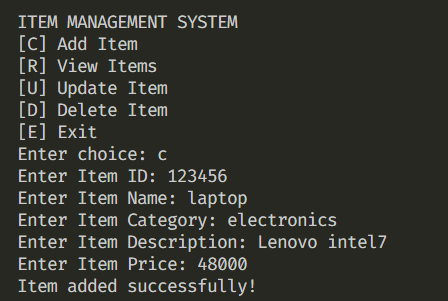 ITEM MANAGEMENT SYSTEM
[C] Add Item
[R] View Items
[U] Update Item
[D] Delete Item
[E] Exit
Enter choice: c
Enter Item ID: 123456
Enter Item Name: laptop
Enter Item Category: electronics
Enter Item Description: Lenovo intel7
Enter Item Price: 48000
Item added successfully!